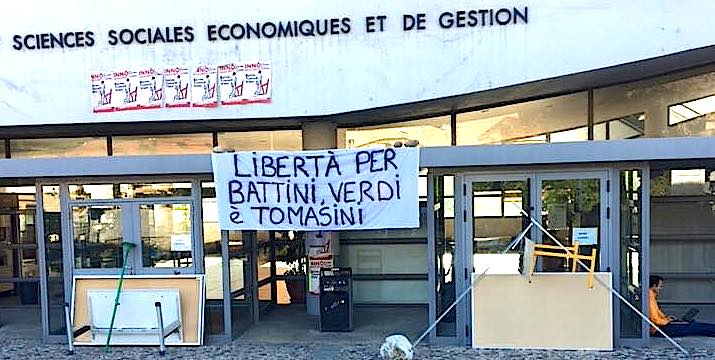 SCIENCES SOCIALES ECONOMIQUES ET DE GESTION
LIBERTÀ PER
BATTINI, VERDI
è TOMASINI